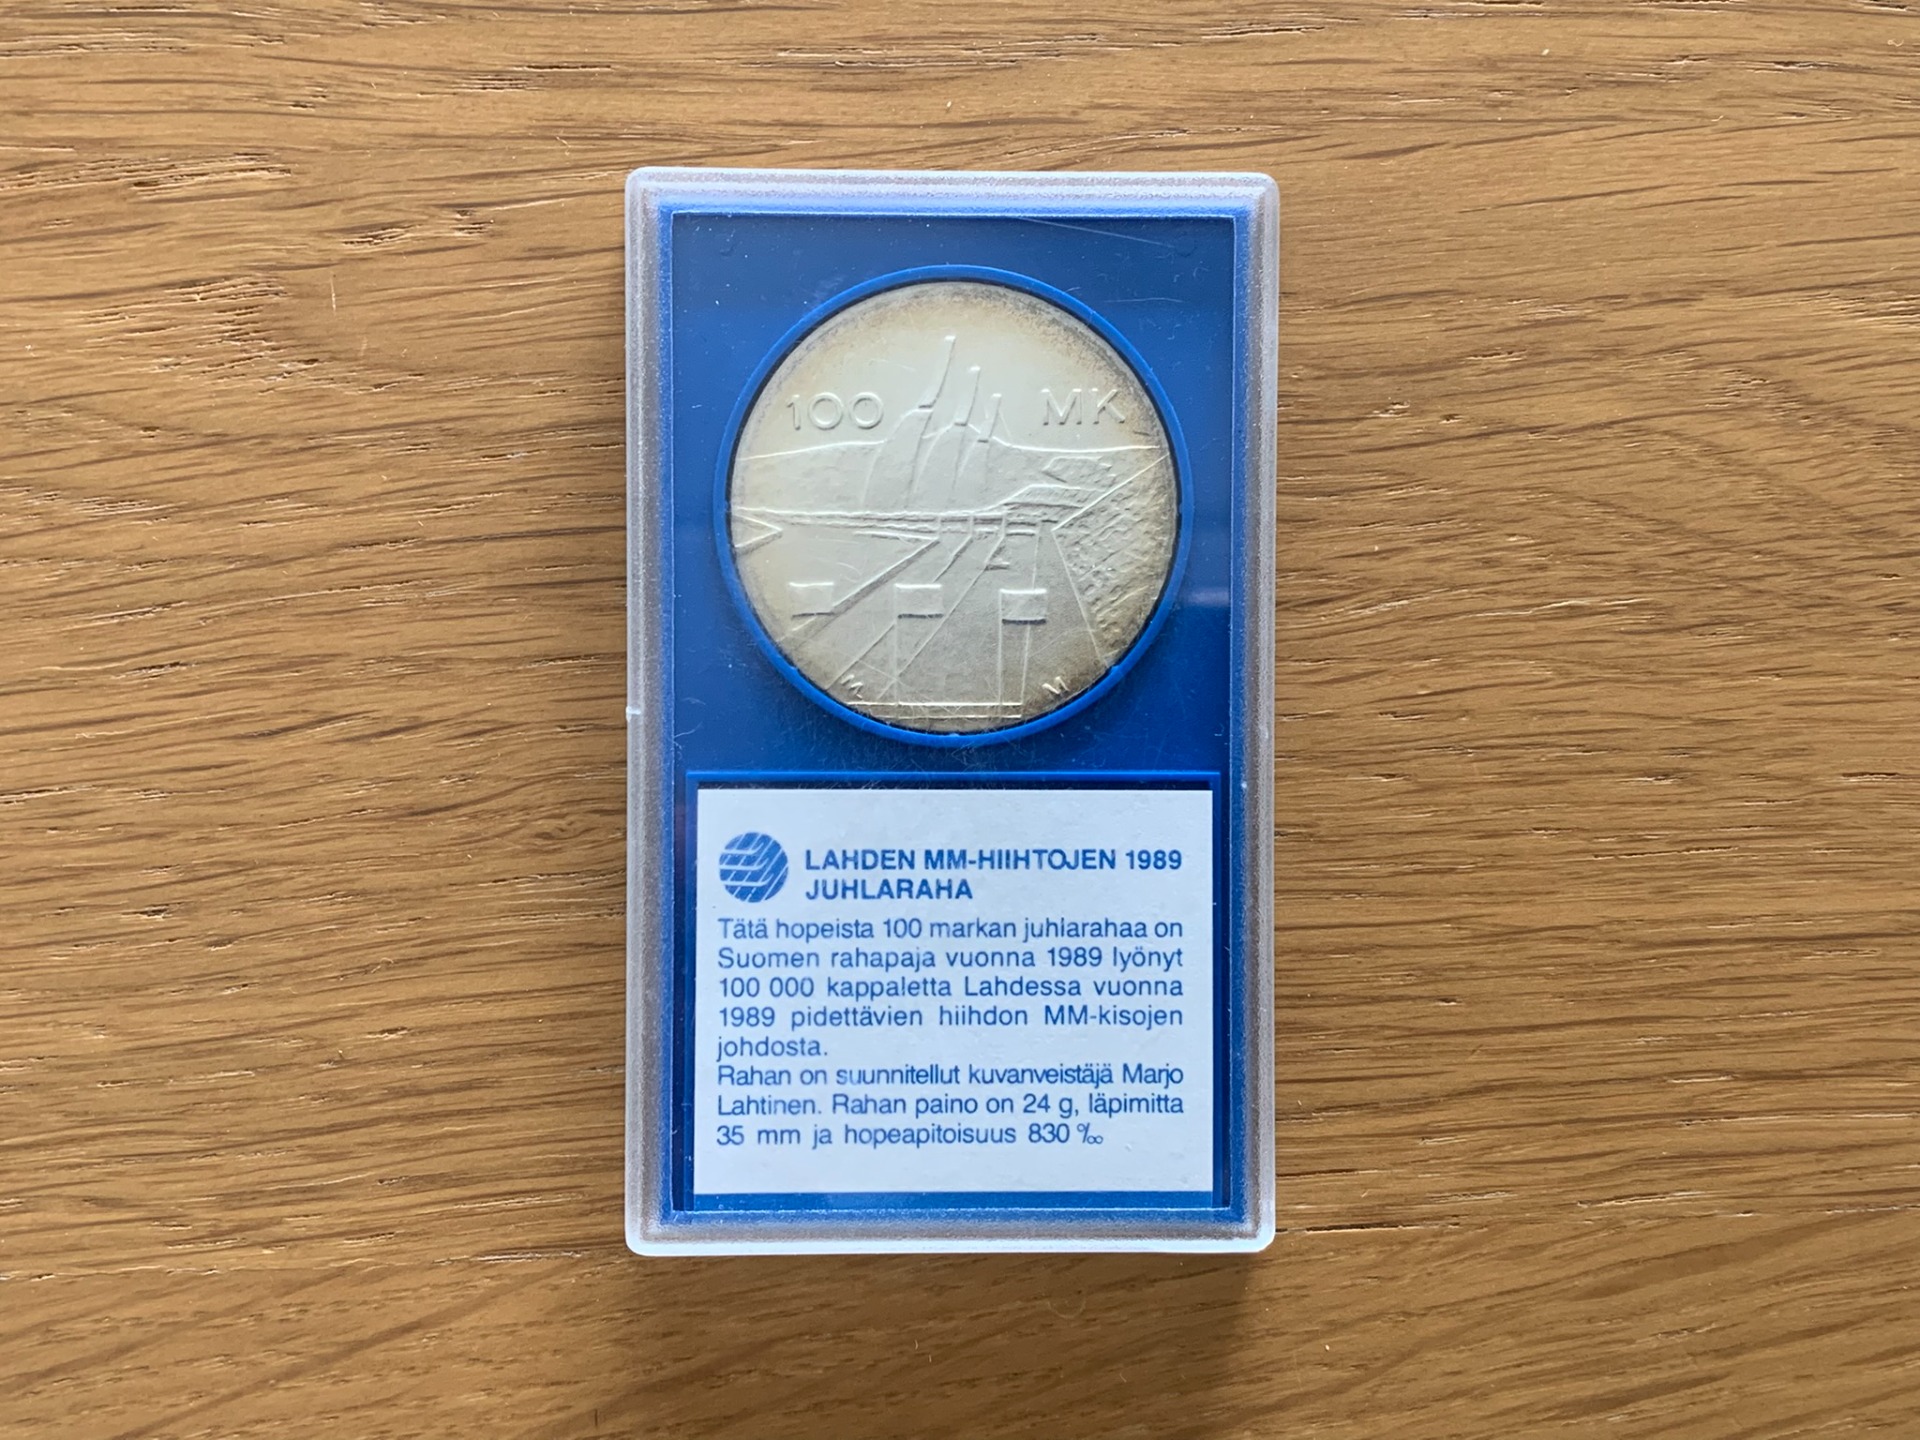 100 MK
M M
LAHDEN MM-HIIHTOJEN 1989
JUHLARAHA
Tätä hopeista 100 markan juhlarahaa on
Suomen rahapaja vuonna 1989 lyönyt
100 000 kappaletta Lahdessa vuonna
1989 pidettävien hiihdon MM-kisojen
johdosta.
Rahan on suunnitellut kuvanveistäjä Marjo
Lahtinen. Rahan paino on 24 g, läpimitta
35 mm ja hopeapitoisuus 830 ‰